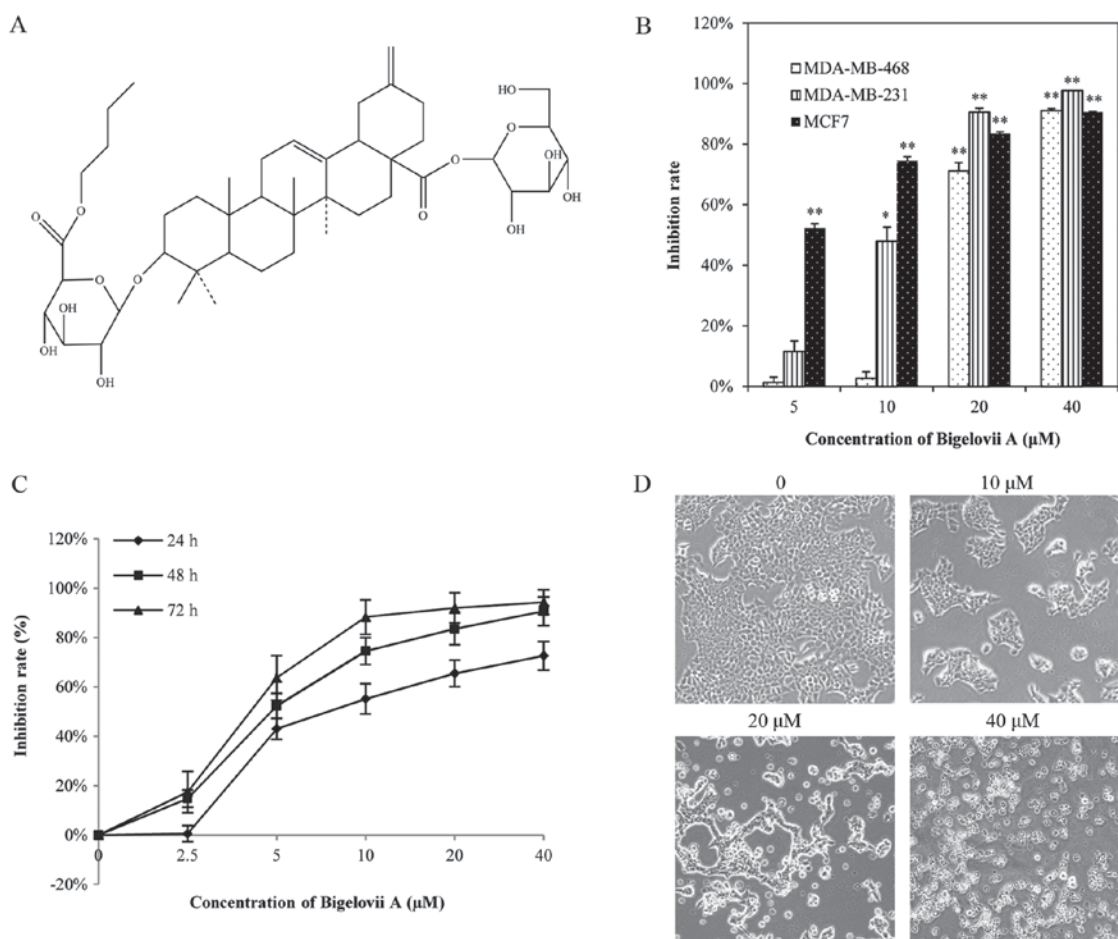 A
O
O
O
O
OH
OH
OH
O
O
O
HO
O
OH
OH
OH
B
120%
100%
80%
60%
40%
20%
0%
Inhibition rate
MDA-MB-468
MDA-MB-231
MCF7
**
*
**
**
**
**
**
**
**
5 10 20 40
Concentration of Bigelovii A (μM)
C
120%
100%
80%
60%
40%
20%
0%
-20%
Inhibition rate (%)
24 h
48 h
72 h
0 2.5 5 10 20 40
Concentration of Bigelovii A (μM)
D
0 10 μM
20 μM 40 μM